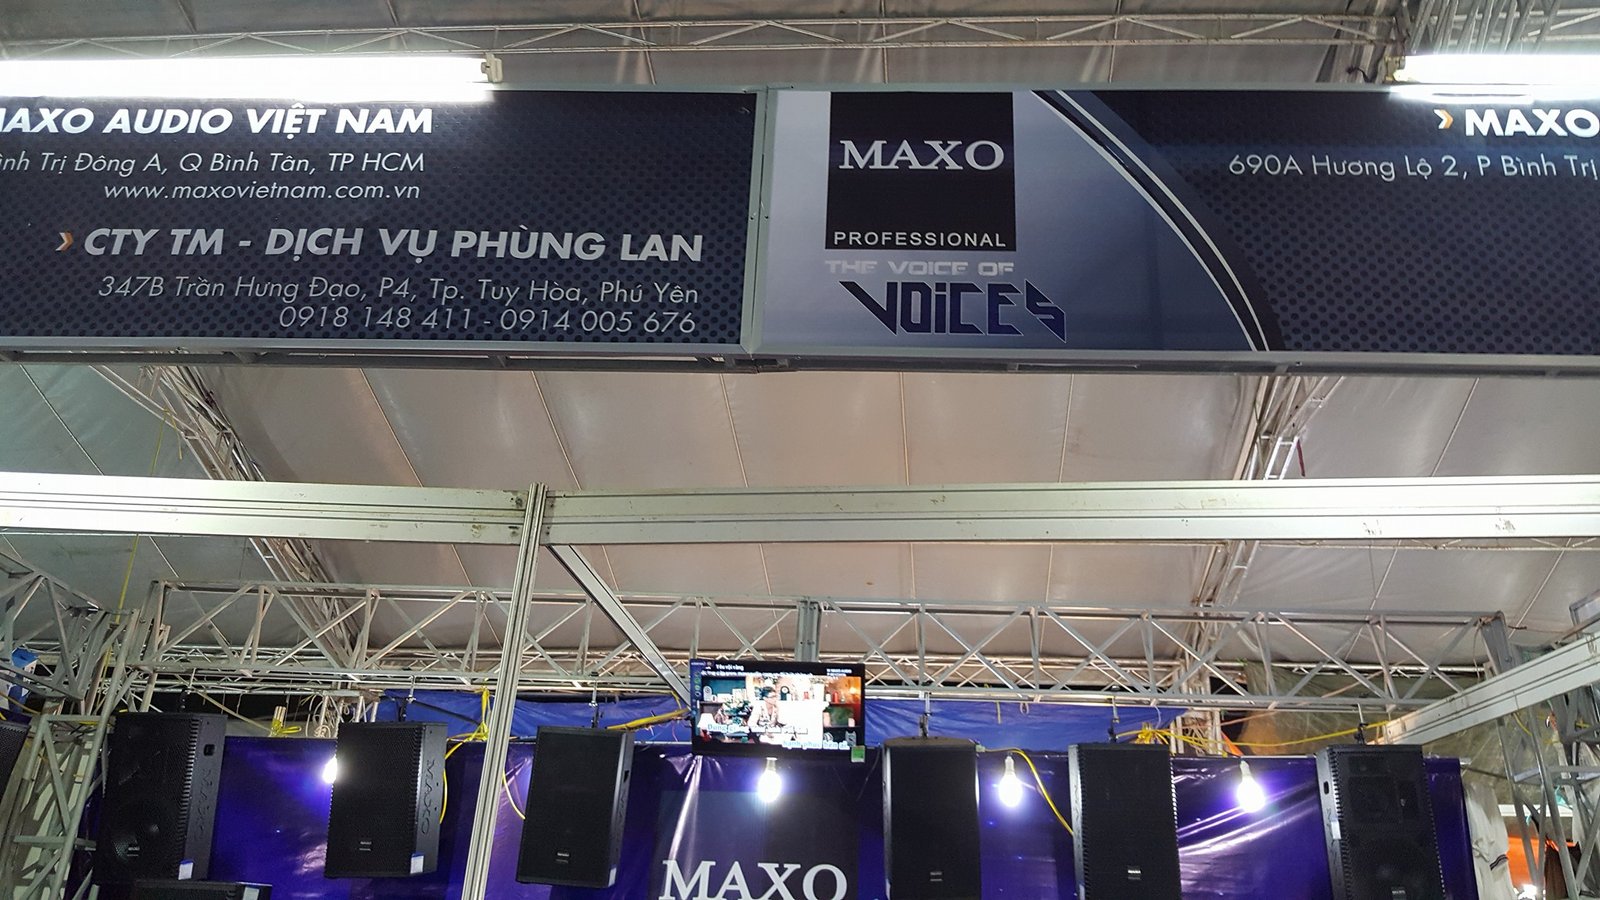 MAXO AUDIO VIỆT NAM
Bình Trị Đông A, Q Bình Tân, TP HCM
www.maxovietnam.com.vn
CTY TM - DỊCH VỤ PHÙNG LAN
347B Trần Hưng Đạo, P4, Tp. Tuy Hòa, Phú Yên
0918 148 411 - 0914 005 676
MAXO
PROFESSIONAL
THE VOICE OF
VOICES
MAXO
690A Hương Lộ 2, P Bình Trị
MAXO
MAXO
MAXO